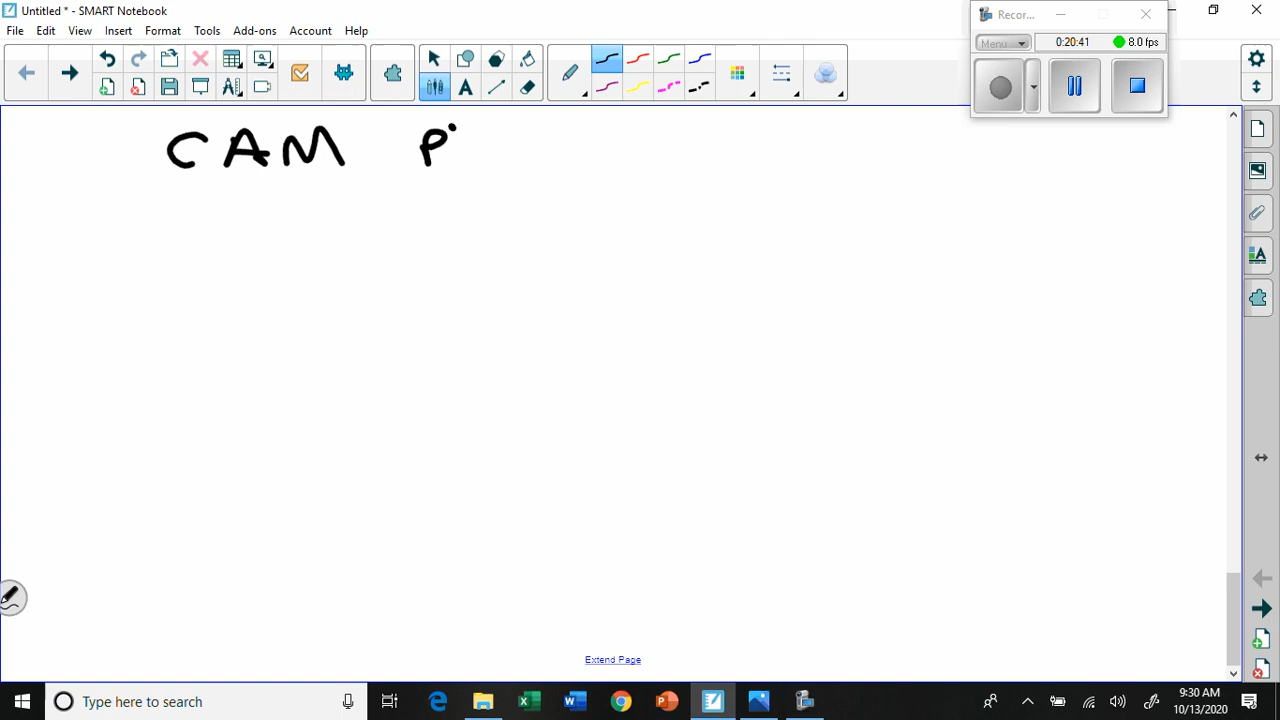 Untitled * - SMART Notebook
Recor...
File Edit View Insert Format Tools Add-ons Account Help
Menu 0:20:41 8.0 fps
CAM P
Extend Page
Type here to search
9:30 AM
10/13/2020